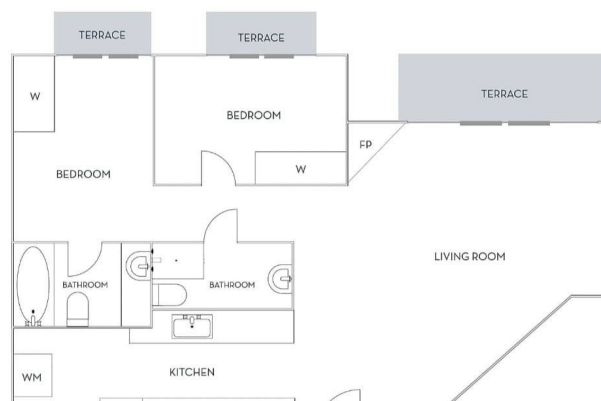 TERRACE
TERRACE
TERRACE
W
BEDROOM
FP
W
BEDROOM
LIVING ROOM
BATHROOM
BATHROOM
KITCHEN
WM